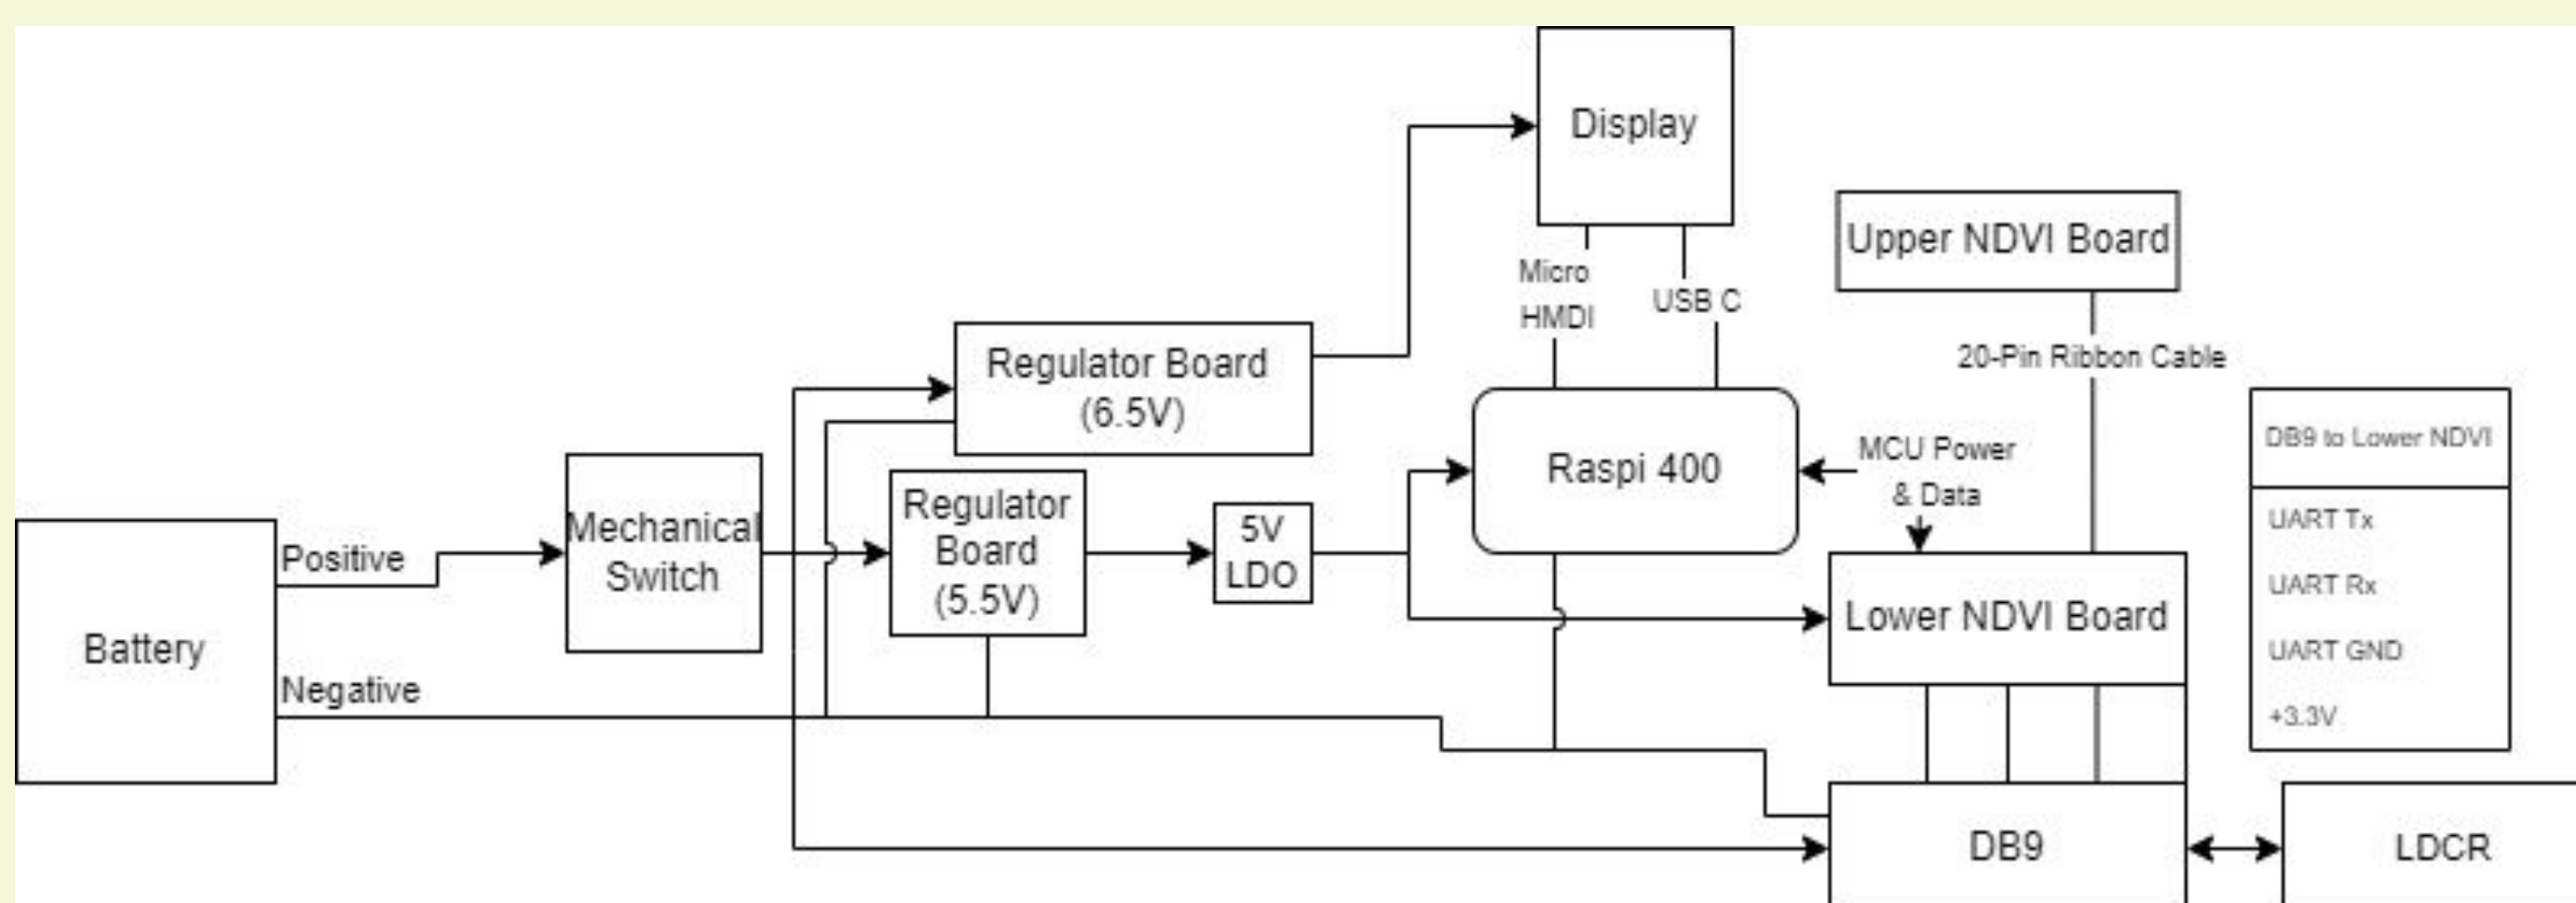 Display
Upper NDVI Board
Micro
HMDI
USB C
20-Pin Ribbon Cable
Regulator Board
(6.5V)
Raspi 400
MCU Power
& Data
DB9 to Lower NDVI
UART Tx
UART Rx
UART GND
+3.3V
Battery
Positive
Negative
Mechanical
Switch
Regulator
Board
(5.5V)
5V
LDO
Lower NDVI Board
DB9
LDCR